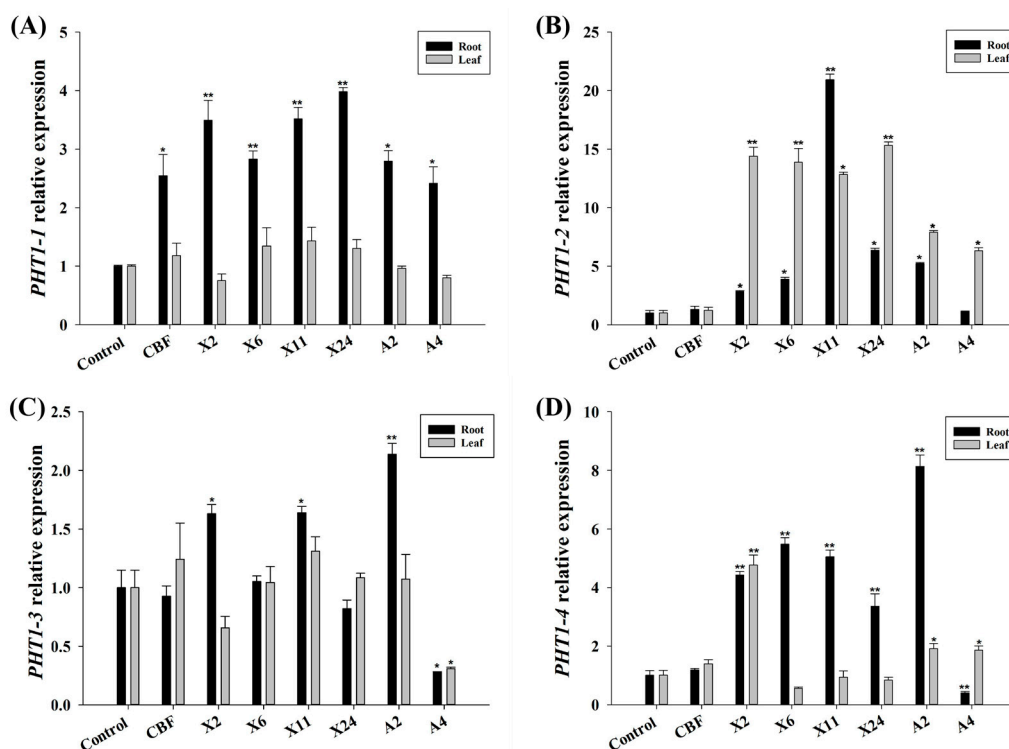 (A)
PHT1-1 relative expression
5
4
3
2
1
0
Root
Leaf
*
**
**
**
**
*
*
Control
CBF
X2
X6
X11
X24
A2
A4
(B)
PHT1-2 relative expression
25
20
15
10
5
0
Root
Leaf
*
**
*
**
**
*
*
**
*
*
*
Control
CBF
X2
X6
X11
X24
A2
A4
(C)
PHT1-3 relative expression
2.5
2.0
1.5
1.0
0.5
0.0
Root
Leaf
*
*
**
*
*
Control
CBF
X2
X6
X11
X24
A2
A4
(D)
PHT1-4 relative expression
10
8
6
4
2
0
Root
Leaf
**
**
**
**
**
**
*
**
*
Control
CBF
X2
X6
X11
X24
A2
A4